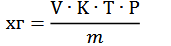 хг = V · K · T · P / m